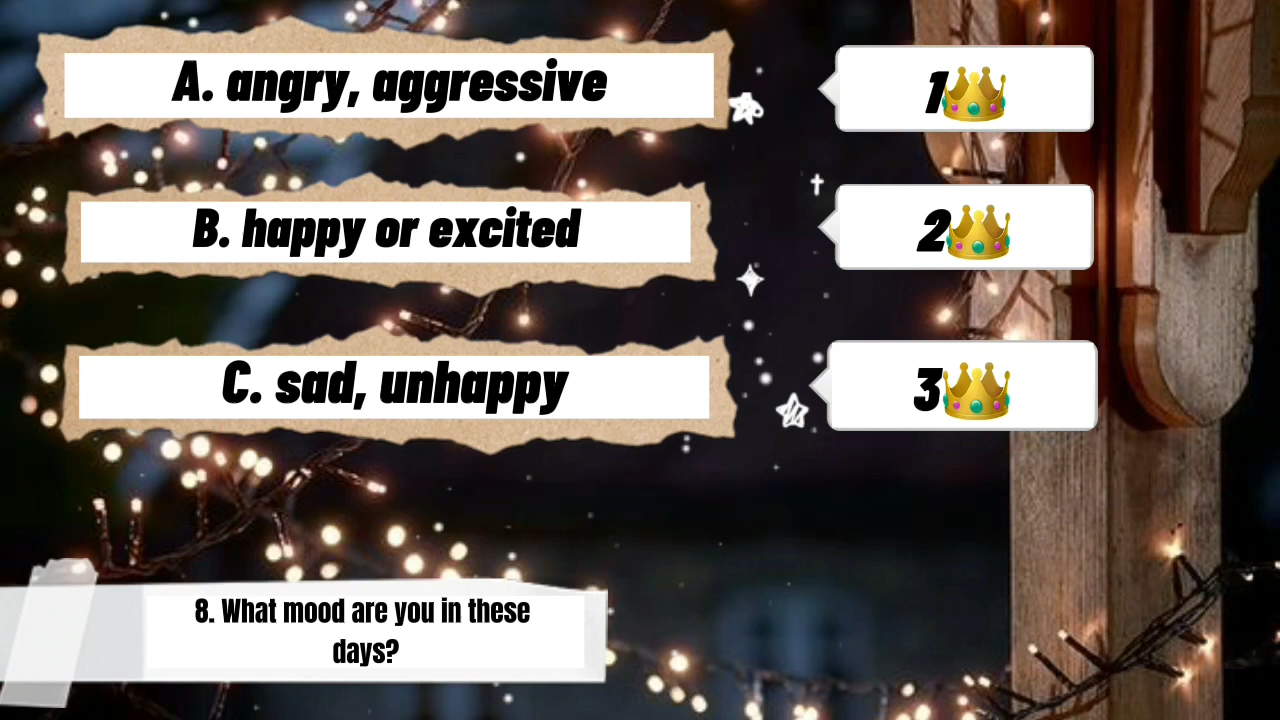 A. angry, aggressive
1👑
B. happy or excited
2👑
C. sad, unhappy
3👑
8. What mood are you in these
days?